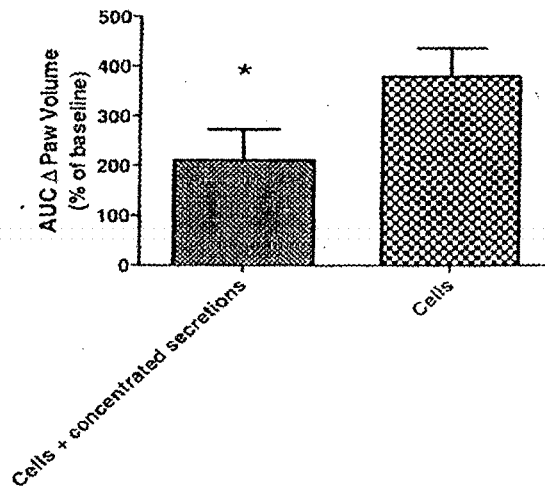 AUC Δ Paw Volume
(% of baseline)
500
400
300
200
100
0
*
Cells + concentrated secretions
Cells